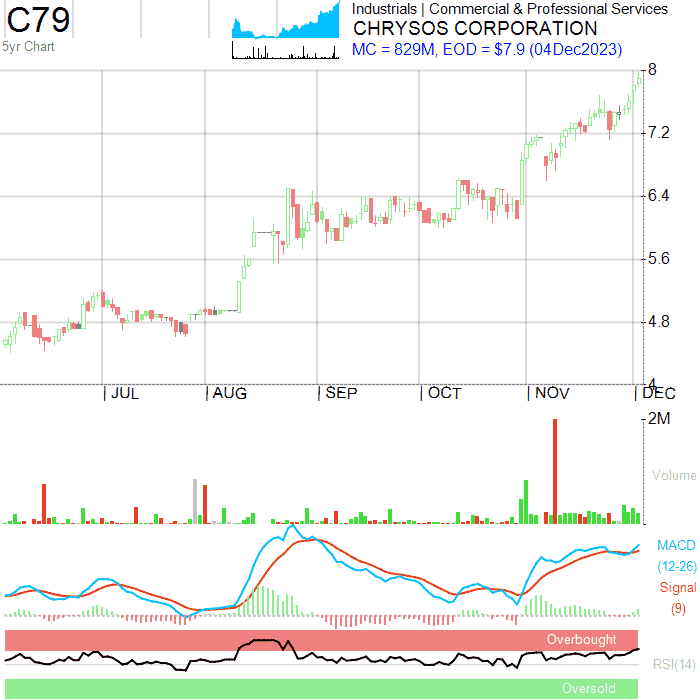 C79
5yr Chart
Industrials | Commercial & Professional Services
CHRYSOS CORPORATION
MC = 829M, EOD = $7.9 (04Dec2023)
8
7.2
6.4
5.6
4.8
4
| JUL | AUG | SEP | OCT | NOV | DEC
2M
Volume
MACD
(12-26)
Signal
(9)
Overbought
RSI(14)
Oversold